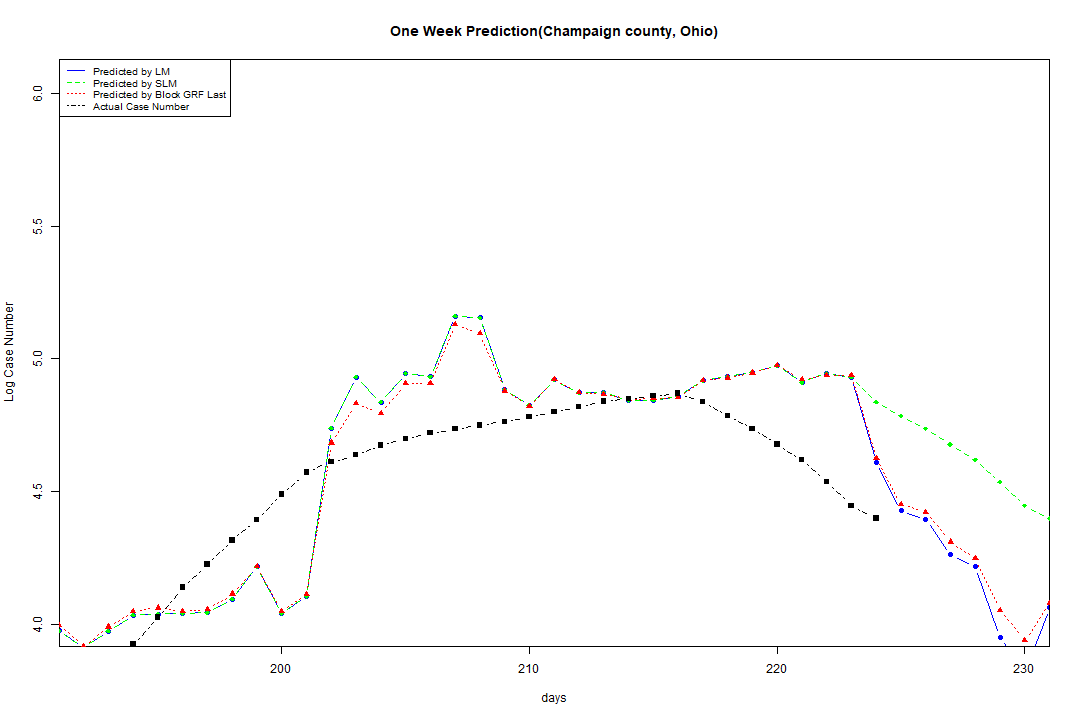 One Week Prediction(Champaign county, Ohio)
Predicted by LM
Predicted by SLM
Predicted by Block GRF Last
Actual Case Number
6.0
5.5
5.0
4.5
4.0
Log Case Number
200 210 220 230
days